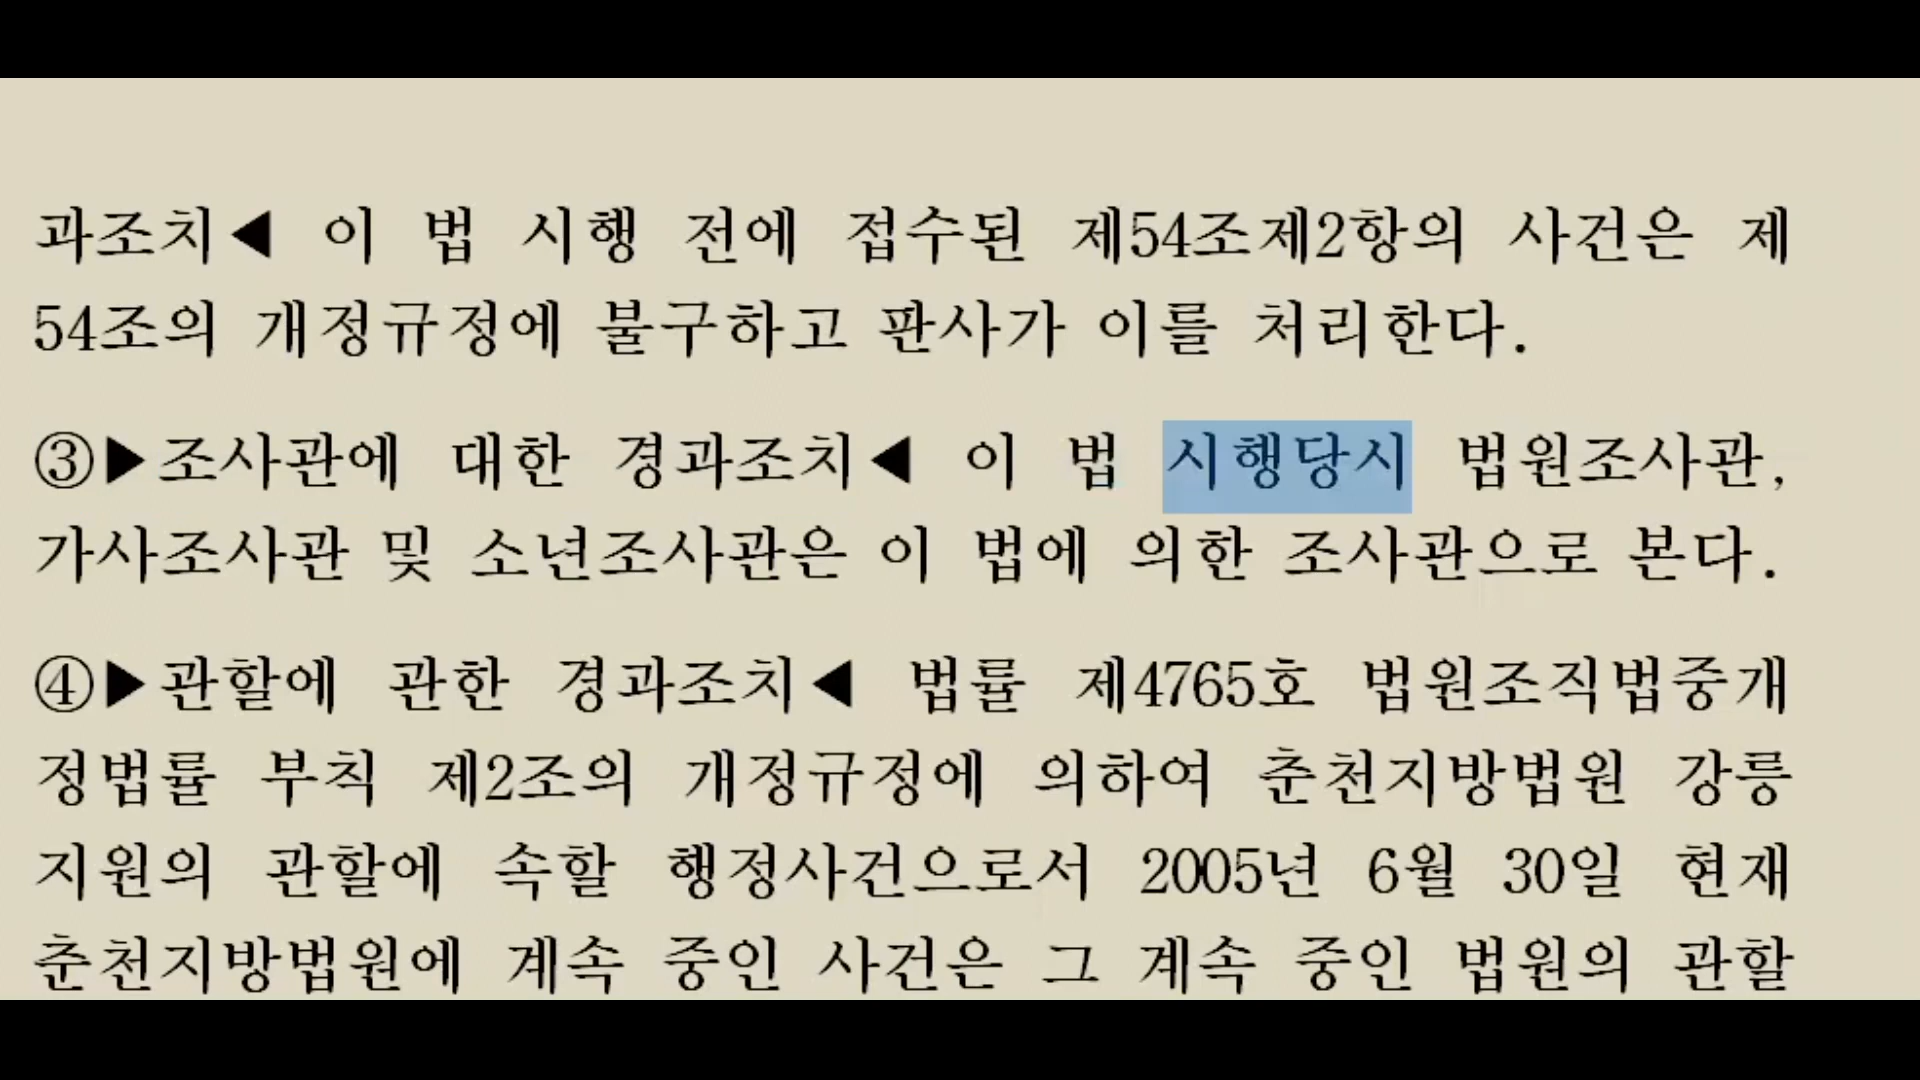 과조치◀ 이 법 시행 전에 접수된 제54조제2항의 사건은 제
54조의 개정규정에 불구하고 판사가 이를 처리한다.
③▶조사관에 대한 경과조치◀ 이 법 시행당시 법원조사관,
가사조사관 및 소년조사관은 이 법에 의한 조사관으로 본다.
④▶관할에 관한 경과조치◀ 법률 제4765호 법원조직법중개
정법률 부칙 제2조의 개정규정에 의하여 춘천지방법원 강릉
지원의 관할에 속할 행정사건으로서 2005년 6월 30일 현재
춘천지방법원에 계속 중인 사건은 그 계속 중인 법원의 관할